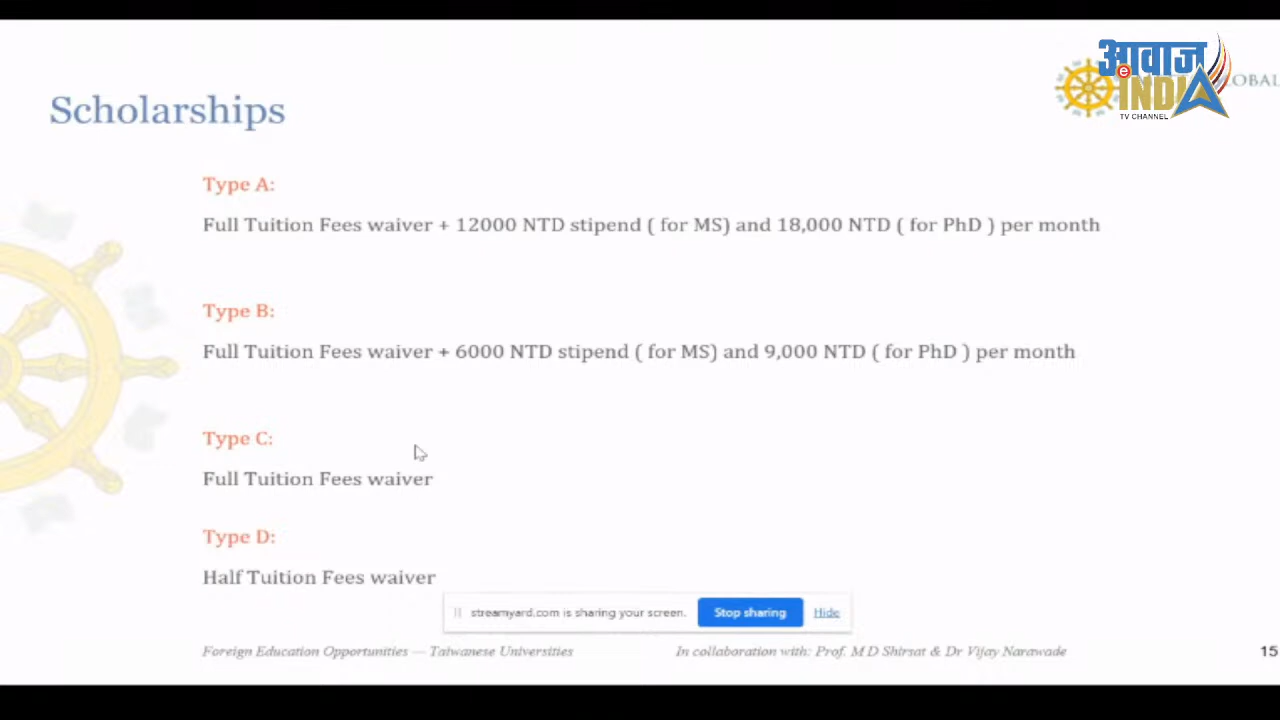 आवाज
e
INDIA
TV CHANNEL
OBAL
Scholarships
Type A:
Full Tuition Fees waiver + 12000 NTD stipend ( for MS) and 18,000 NTD ( for PhD ) per month
Type B:
Full Tuition Fees waiver + 6000 NTD stipend ( for MS) and 9,000 NTD ( for PhD ) per month
Type C:
Full Tuition Fees waiver
Type D:
Half Tuition Fees waiver
streamyard.com is sharing your screen. Stop sharing Hide
Foreign Education Opportunities — Taiwanese Universities In collaboration with: Prof. M D Shirsat & Dr Vijay Narawade 15